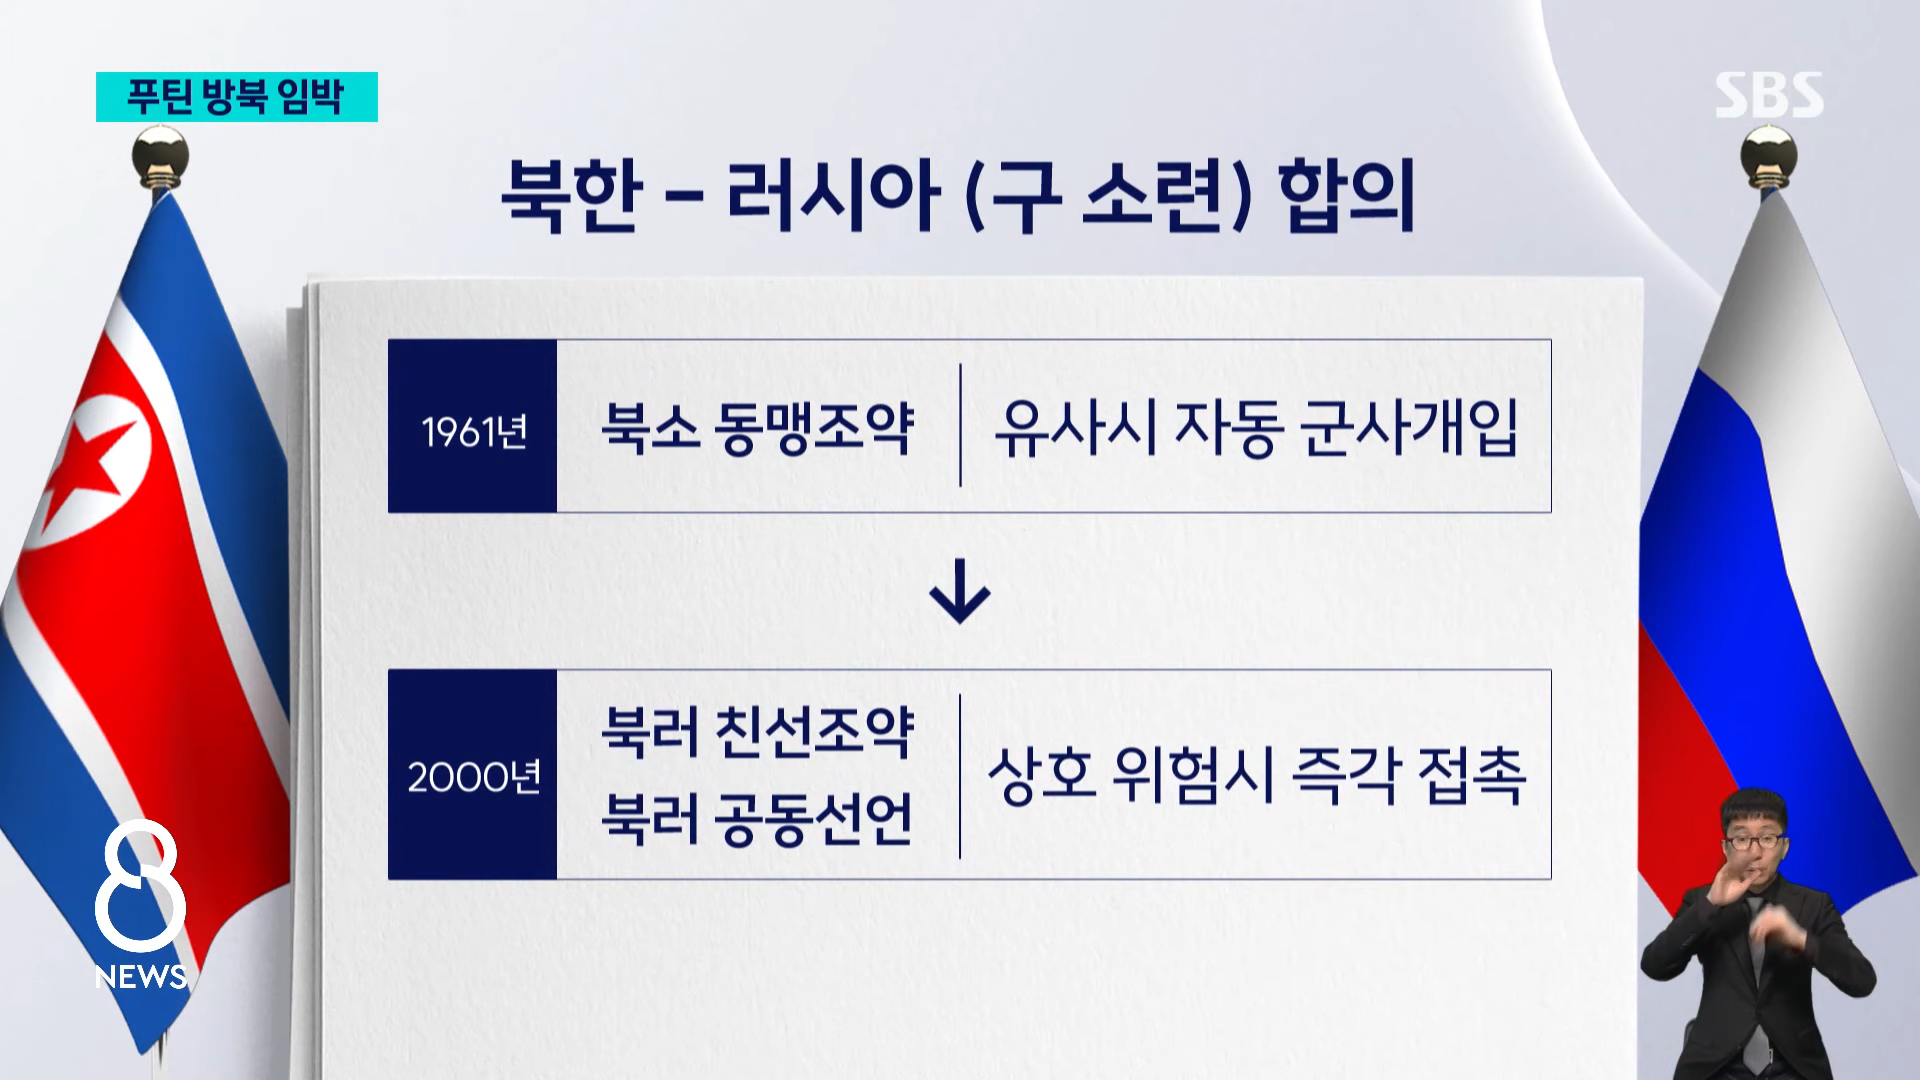 푸틴 방북 임박
SBS
북한 – 러시아 (구 소련) 합의
1961년
북소 동맹조약
유사시 자동 군사개입
2000년
북러 친선조약
북러 공동선언
상호 위험시 즉각 접촉
8
NEWS